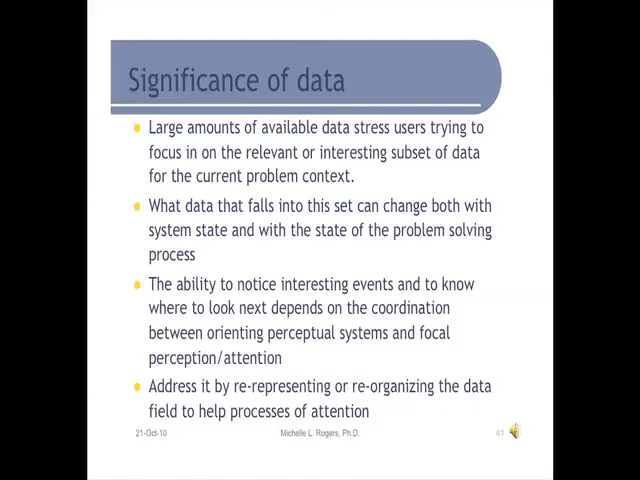 Significance of data
Large amounts of available data stress users trying to
focus in on the relevant or interesting subset of data
for the current problem context.
What data that falls into this set can change both with
system state and with the state of the problem solving
process
The ability to notice interesting events and to know
where to look next depends on the coordination
between orienting perceptual systems and focal
perception/attention
Address it by re-representing or re-organizing the data
field to help processes of attention
21-Oct-10 Michelle L. Rogers, Ph.D.